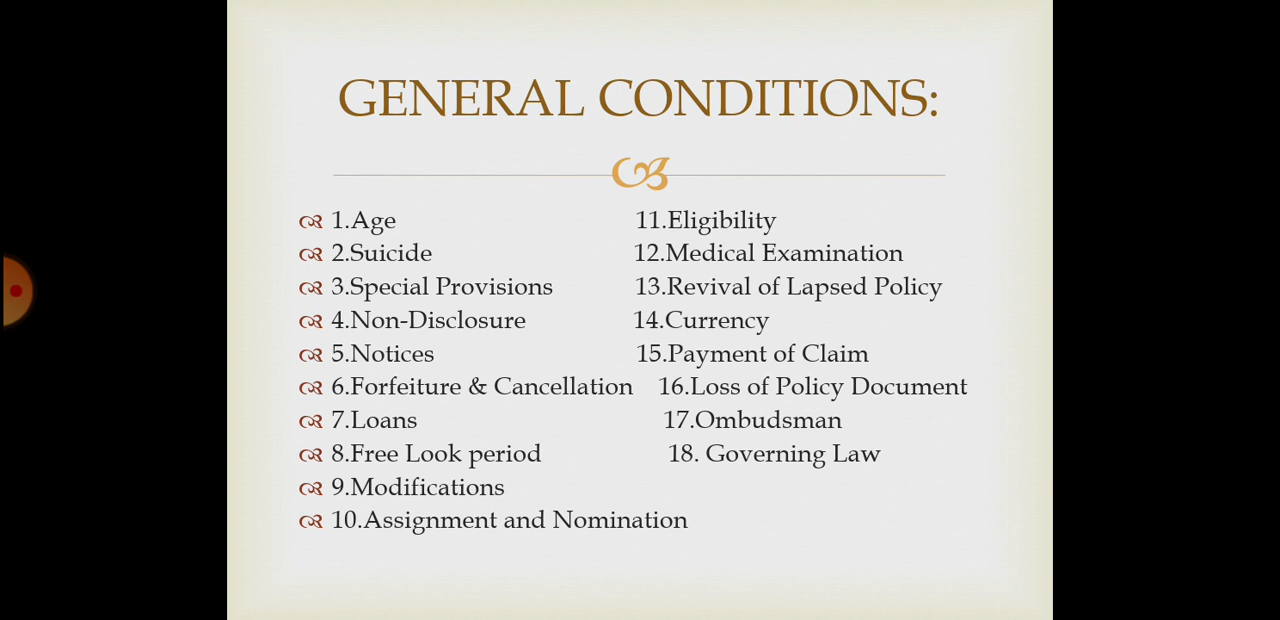 GENERAL CONDITIONS:
1.Age 11.Eligibility
2.Suicide 12.Medical Examination
3.Special Provisions 13.Revival of Lapsed Policy
4.Non-Disclosure 14.Currency
5.Notices 15.Payment of Claim
6.Forfeiture & Cancellation 16.Loss of Policy Document
7.Loans 17.Ombudsman
8.Free Look period 18. Governing Law
9.Modifications
10.Assignment and Nomination